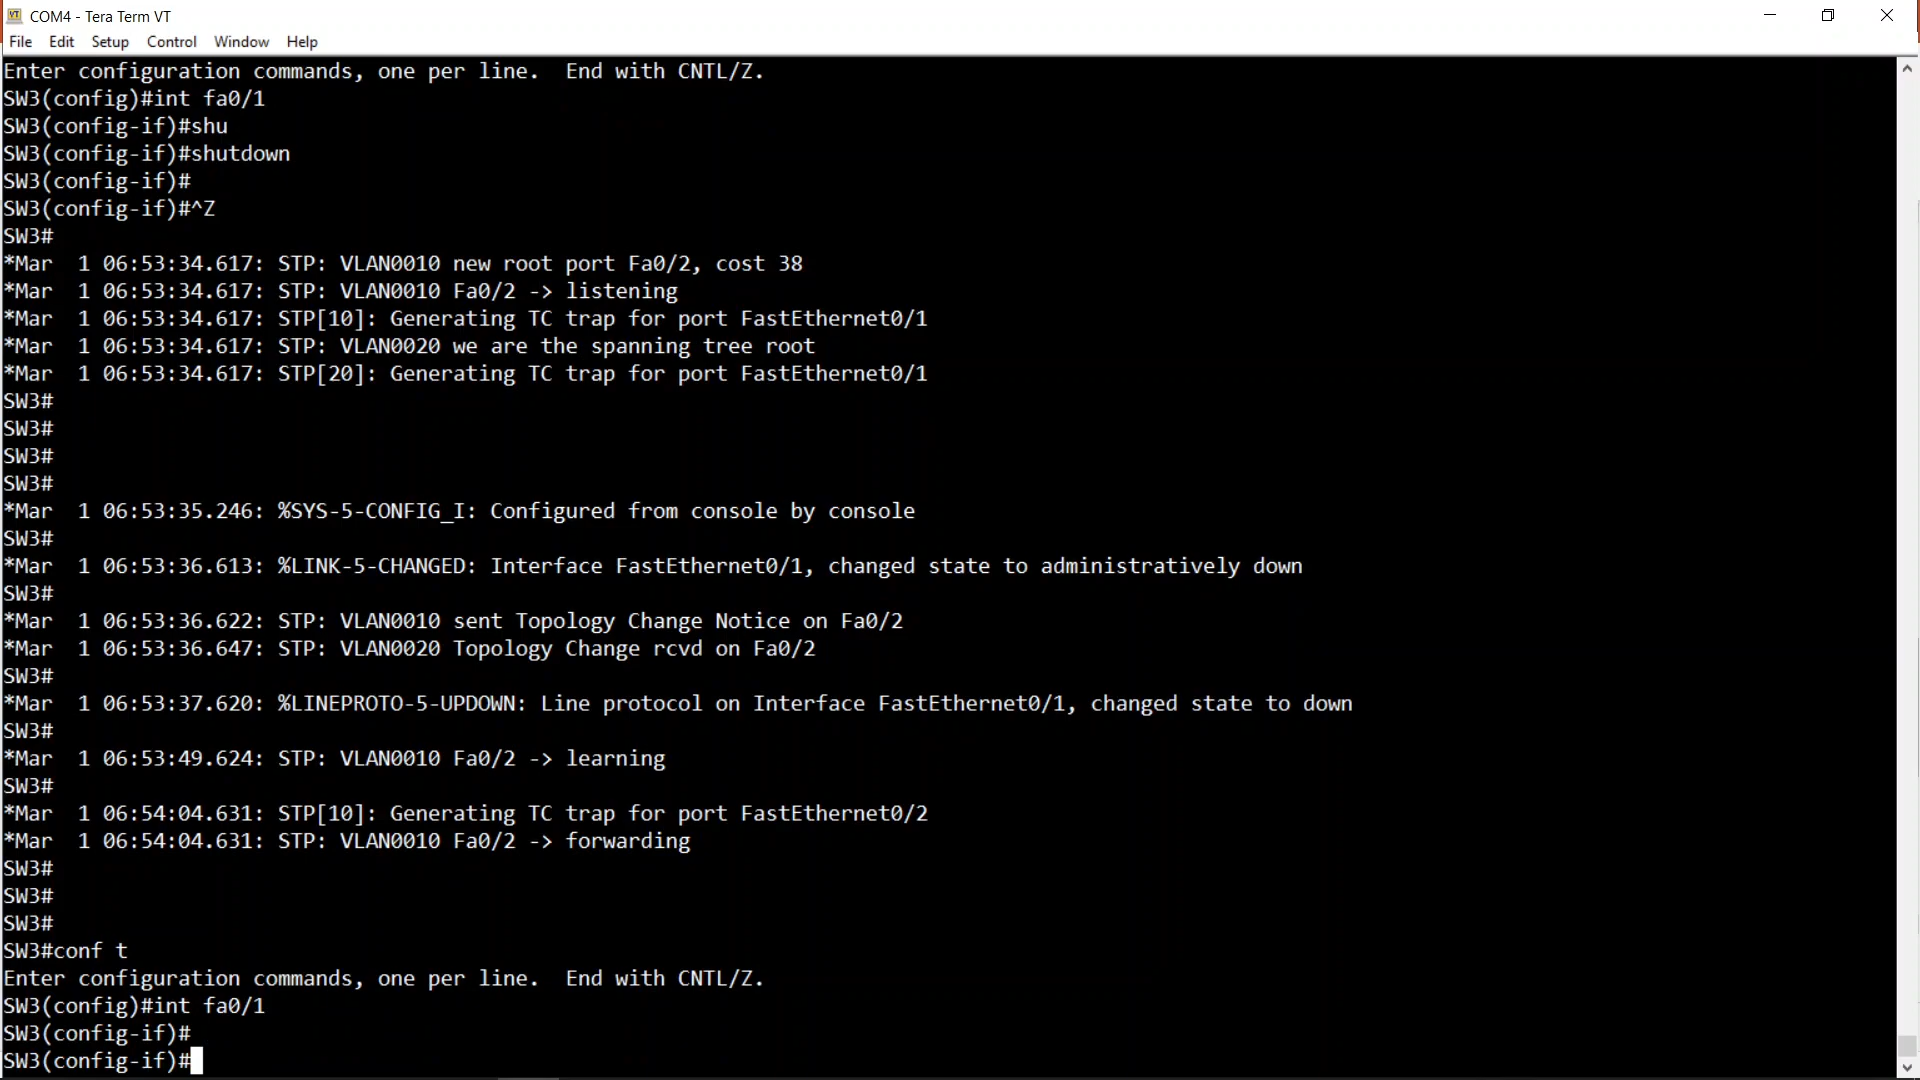 COM4 - Tera Term VT
File Edit Setup Control Window Help
Enter configuration commands, one per line.  End with CNTL/Z.
SW3(config)#int fa0/1
SW3(config-if)#shu
SW3(config-if)#shutdown
SW3(config-if)#
SW3(config-if)#^Z
SW3#
*Mar  1 06:53:34.617: STP: VLAN0010 new root port Fa0/2, cost 38
*Mar  1 06:53:34.617: STP: VLAN0010 Fa0/2 -> listening
*Mar  1 06:53:34.617: STP[10]: Generating TC trap for port FastEthernet0/1
*Mar  1 06:53:34.617: STP: VLAN0020 we are the spanning tree root
*Mar  1 06:53:34.617: STP[20]: Generating TC trap for port FastEthernet0/1
SW3#
SW3#
SW3#
SW3#
*Mar  1 06:53:35.246: %SYS-5-CONFIG_I: Configured from console by console
SW3#
*Mar  1 06:53:36.613: %LINK-5-CHANGED: Interface FastEthernet0/1, changed state to administratively down
SW3#
*Mar  1 06:53:36.622: STP: VLAN0010 sent Topology Change Notice on Fa0/2
*Mar  1 06:53:36.647: STP: VLAN0020 Topology Change rcvd on Fa0/2
SW3#
*Mar  1 06:53:37.620: %LINEPROTO-5-UPDOWN: Line protocol on Interface FastEthernet0/1, changed state to down
SW3#
*Mar  1 06:53:49.624: STP: VLAN0010 Fa0/2 -> learning
SW3#
*Mar  1 06:54:04.631: STP[10]: Generating TC trap for port FastEthernet0/2
*Mar  1 06:54:04.631: STP: VLAN0010 Fa0/2 -> forwarding
SW3#
SW3#
SW3#
SW3#conf t
Enter configuration commands, one per line.  End with CNTL/Z.
SW3(config)#int fa0/1
SW3(config-if)#
SW3(config-if)#